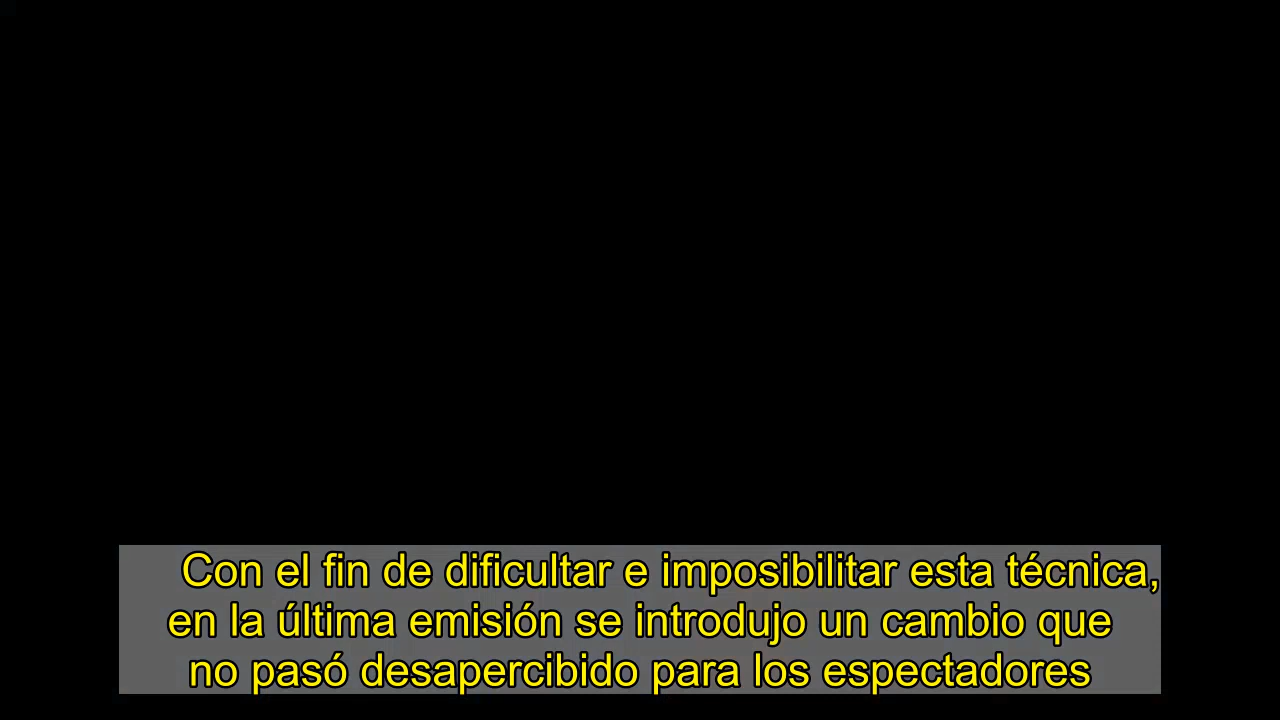 Con el fin de dificultar e imposibilitar esta técnica,
en la última emisión se introdujo un cambio que
no pasó desapercibido para los espectadores